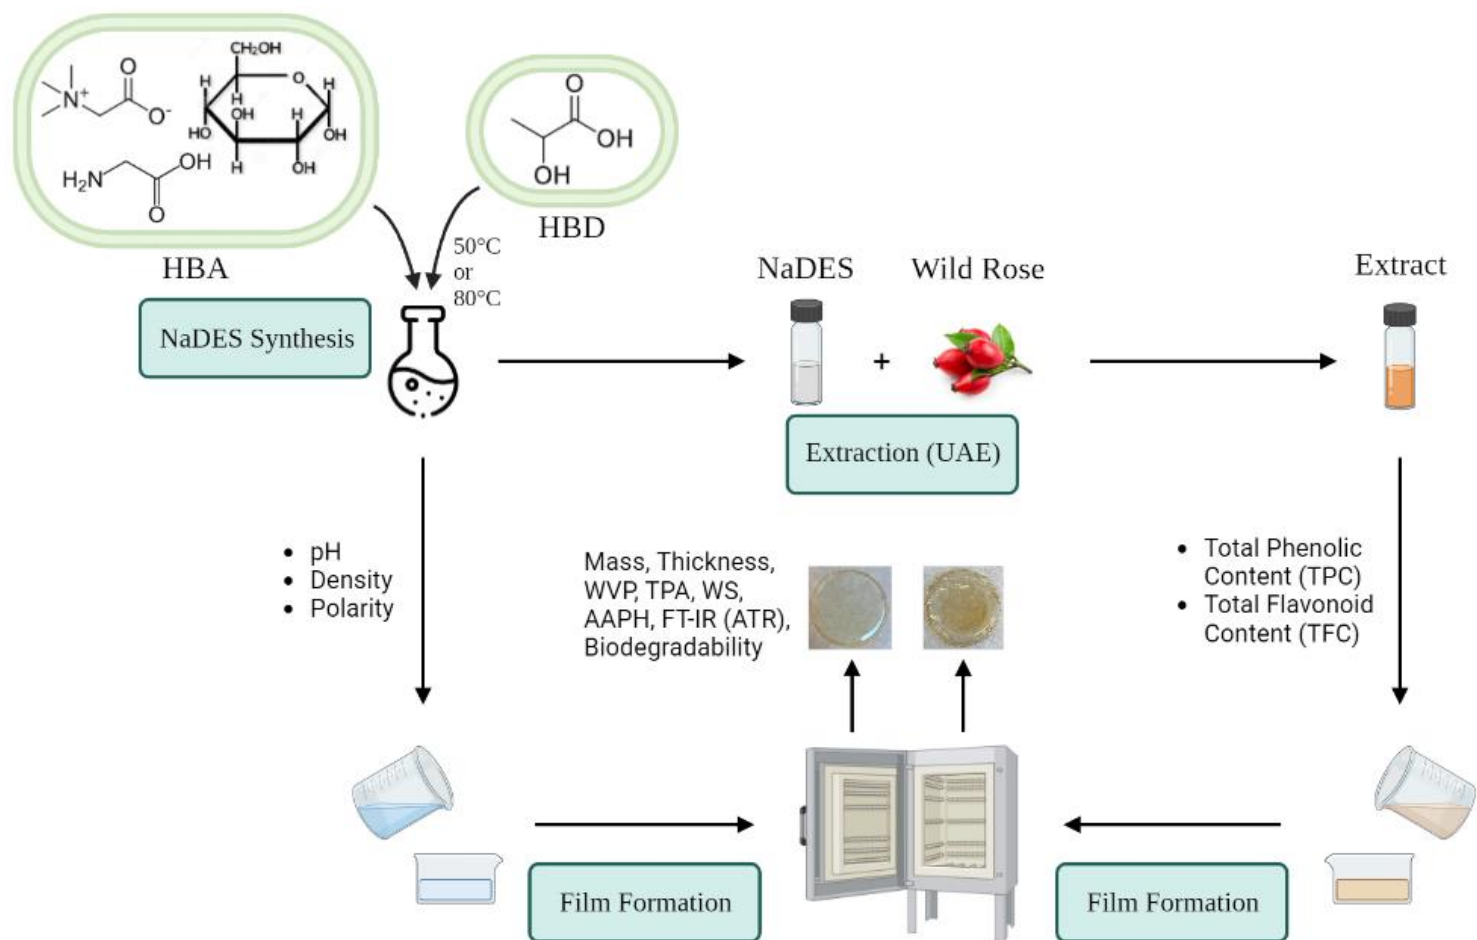 CH₂OH
O
O
N⁺
O⁻
H
H
H
OH
H
HO
OH
H
OH
H₂N
OH
O
O
OH
OH
HBA
HBD
50°C
or
80°C
NaDES Synthesis
NaDES
Wild Rose
Extract
+
Extraction (UAE)
• pH
• Density
• Polarity
Mass, Thickness,
WVP, TPA, WS,
AAPH, FT-IR (ATR),
Biodegradability
• Total Phenolic
Content (TPC)
• Total Flavonoid
Content (TFC)
Film Formation
Film Formation